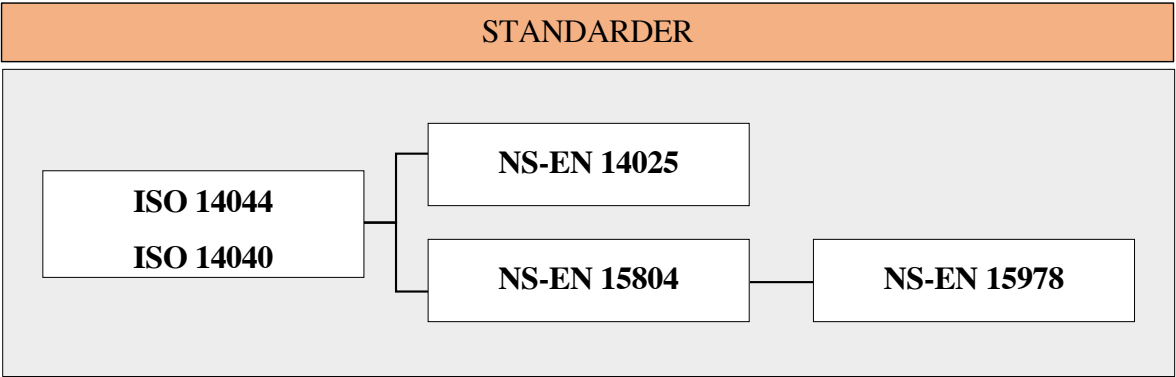 STANDARDER
ISO 14044
ISO 14040
NS-EN 14025
NS-EN 15804
NS-EN 15978